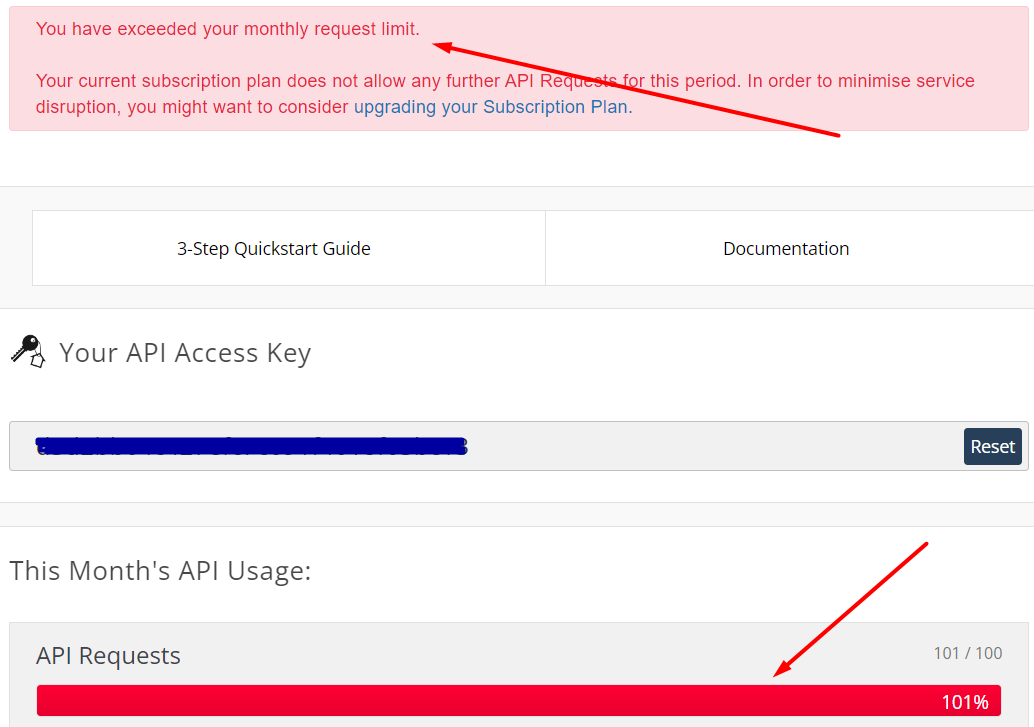 You have exceeded your monthly request limit.
Your current subscription plan does not allow any further API Requests for this period. In order to minimise service
disruption, you might want to consider upgrading your Subscription Plan.
3-Step Quickstart Guide
Documentation
Your API Access Key
Reset
This Month's API Usage:
API Requests
101 / 100
101%